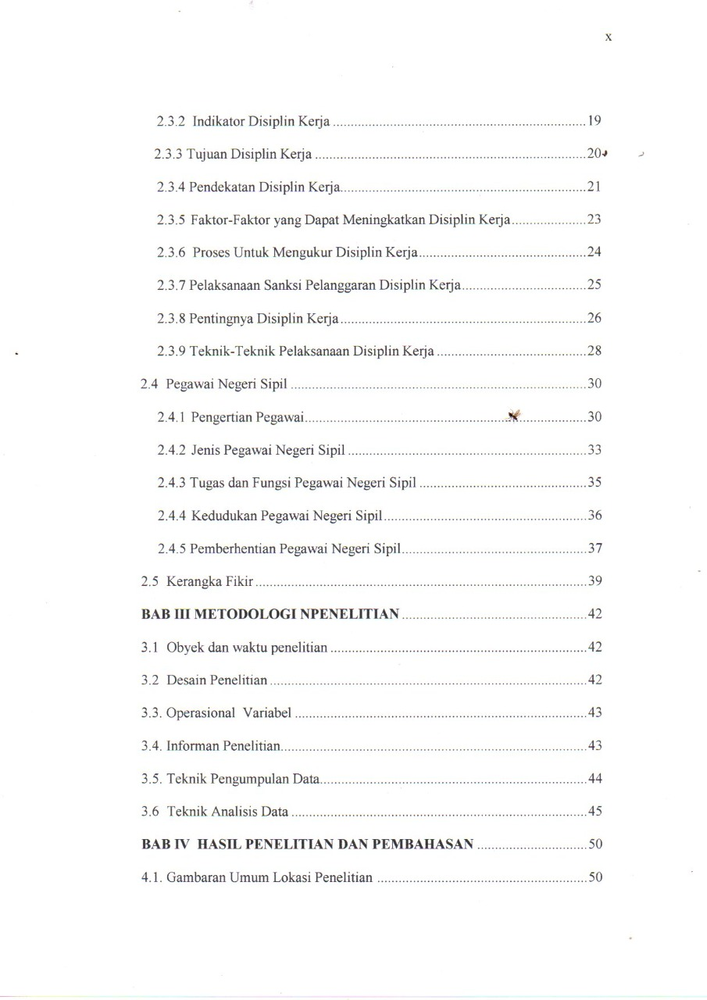 x
2.3.2 Indikator Disiplin Kerja ........................................................................ 19
2.3.3 Tujuan Disiplin Kerja ........................................................................ 20
2.3.4 Pendekatan Disiplin Kerja........................................................................ 21
2.3.5 Faktor-Faktor yang Dapat Meningkatkan Disiplin Kerja..................... 23
2.3.6 Proses Untuk Mengukur Disiplin Kerja................................................ 24
2.3.7 Pelaksanaan Sanksi Pelanggaran Disiplin Kerja................................... 25
2.3.8 Pentingnya Disiplin Kerja...................................................................... 26
2.3.9 Teknik-Teknik Pelaksanaan Disiplin Kerja .......................................... 28
2.4 Pegawai Negeri Sipil .................................................................................... 30
2.4.1 Pengertian Pegawai................................................................................ 30
2.4.2 Jenis Pegawai Negeri Sipil .................................................................... 33
2.4.3 Tugas dan Fungsi Pegawai Negeri Sipil ............................................... 35
2.4.4 Kedudukan Pegawai Negeri Sipil.......................................................... 36
2.4.5 Pemberhentian Pegawai Negeri Sipil.................................................... 37
2.5 Kerangka Fikir .............................................................................................. 39
BAB III METODOLOGI NPENELITIAN .................................................... 42
3.1 Obyek dan waktu penelitian ......................................................................... 42
3.2 Desain Penelitian .......................................................................................... 42
3.3. Operasional Variabel ................................................................................... 43
3.4. Informan Penelitian....................................................................................... 43
3.5. Teknik Pengumpulan Data............................................................................ 44
3.6 Teknik Analisis Data .................................................................................... 45
BAB IV HASIL PENELITIAN DAN PEMBAHASAN ............................... 50
4.1. Gambaran Umum Lokasi Penelitian ............................................................ 50